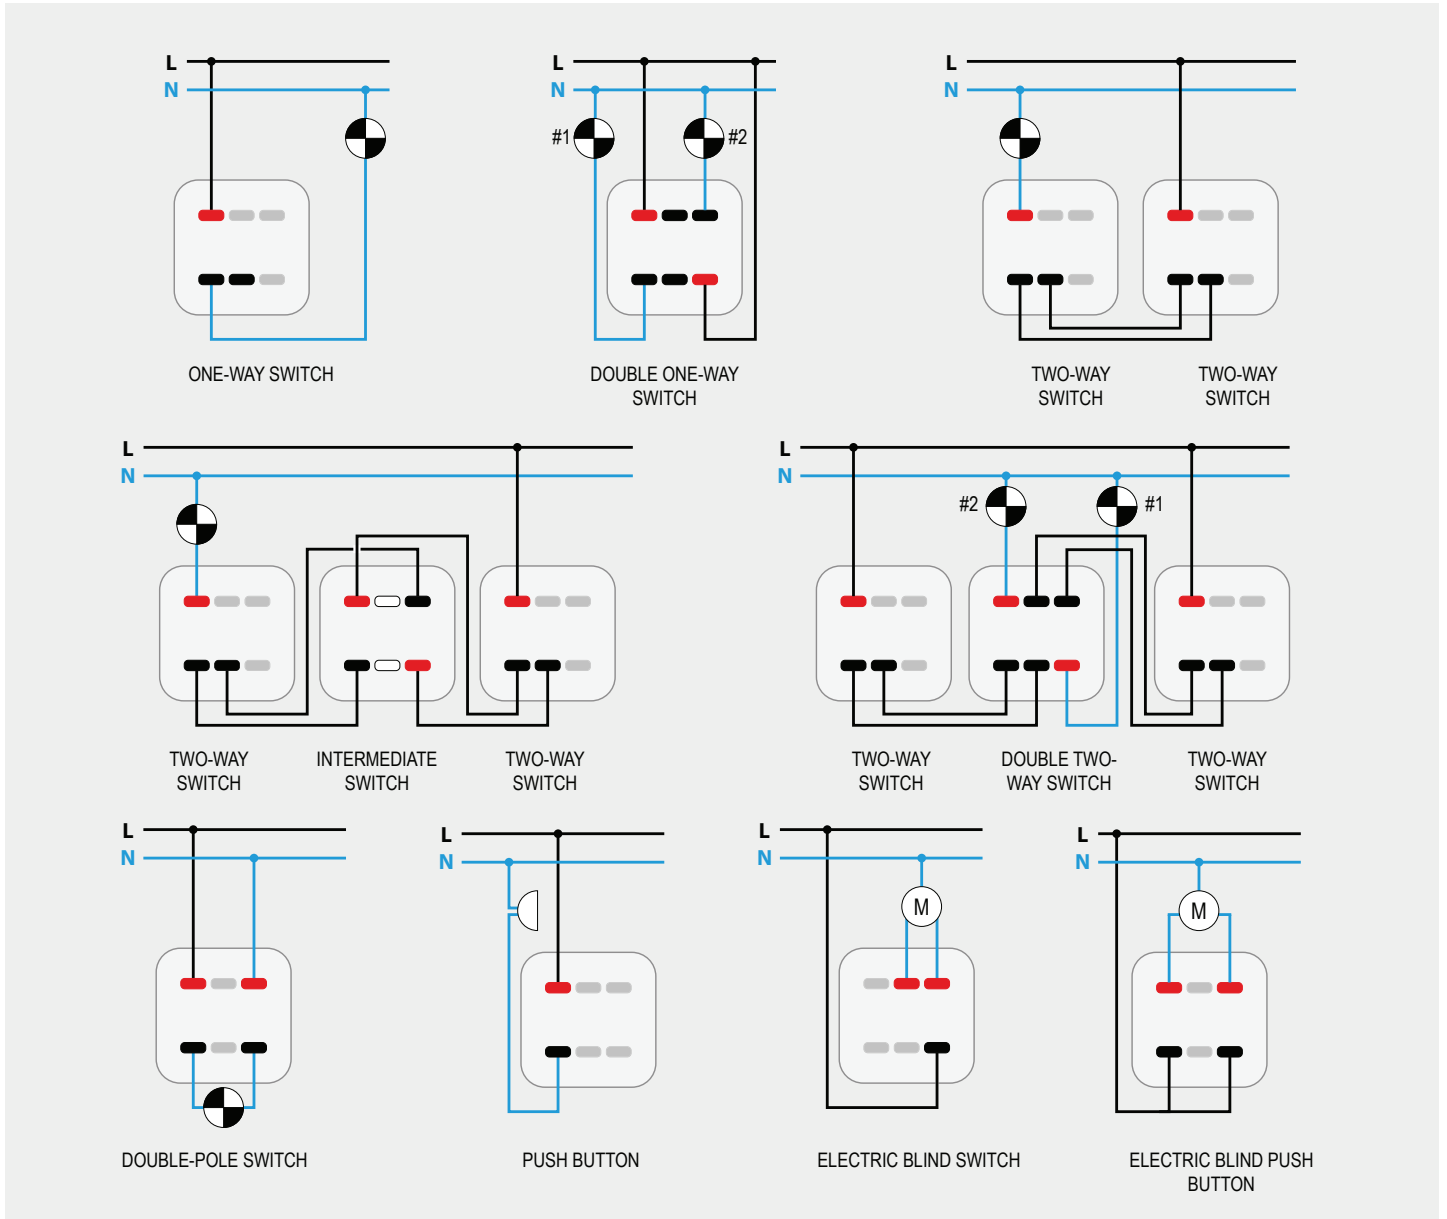 L
N
ONE-WAY SWITCH
L
N
#1
#2
DOUBLE ONE-WAY
SWITCH
L
N
TWO-WAY
SWITCH
TWO-WAY
SWITCH
L
N
TWO-WAY
SWITCH
INTERMEDIATE
SWITCH
TWO-WAY
SWITCH
L
N
#2
#1
TWO-WAY
SWITCH
DOUBLE TWO-
WAY SWITCH
TWO-WAY
SWITCH
L
N
DOUBLE-POLE SWITCH
L
N
PUSH BUTTON
L
N
M
ELECTRIC BLIND SWITCH
L
N
M
ELECTRIC BLIND PUSH
BUTTON